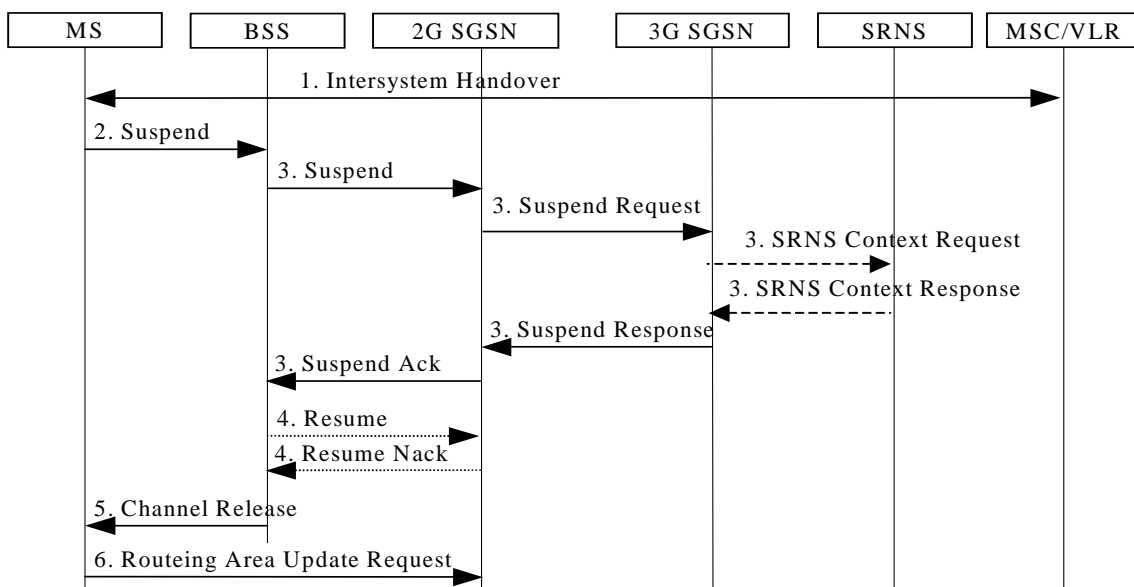 MS BSS 2G SGSN 3G SGSN SRNS MSC/VLR
1. Intersystem Handover
2. Suspend
3. Suspend
3. Suspend Request
3. SRNS Context Request
3. SRNS Context Response
3. Suspend Response
3. Suspend Ack
4. Resume
4. Resume Nack
5. Channel Release
6. Routeing Area Update Request